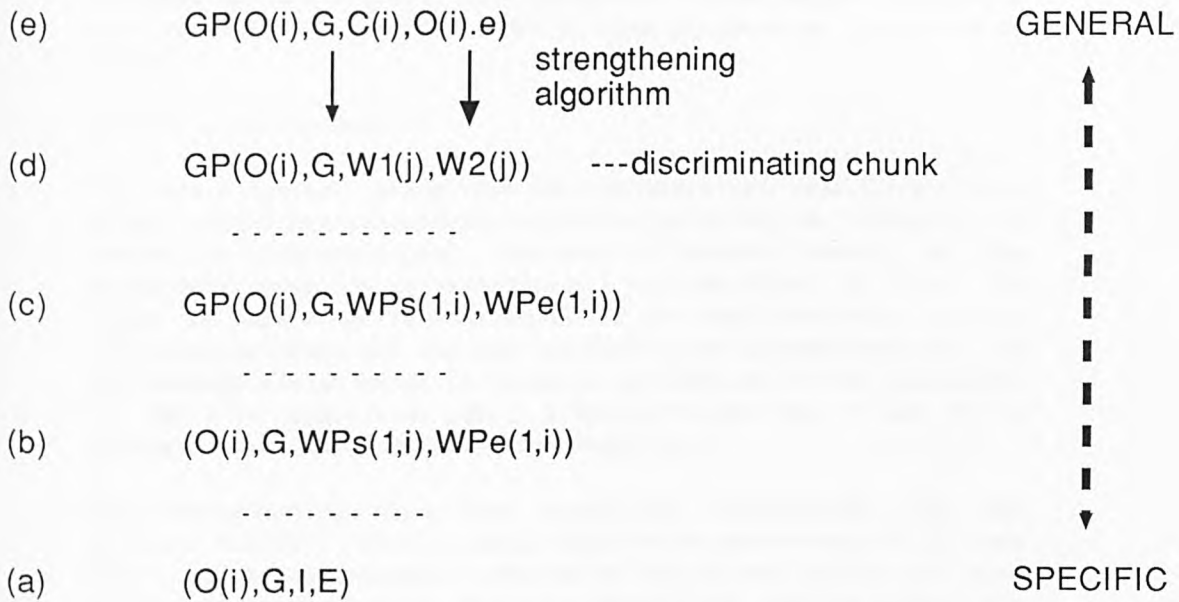 (e) GP(O(i),G,C(i),O(i).e) GENERAL
strengthening
algorithm
(d) GP(O(i),G,W1(j),W2(j)) ---discriminating chunk
(c) GP(O(i),G,WPs(1,i),WPe(1,i))
(b) (O(i),G,WPs(1,i),WPe(1,i))
(a) (O(i),G,I,E) SPECIFIC